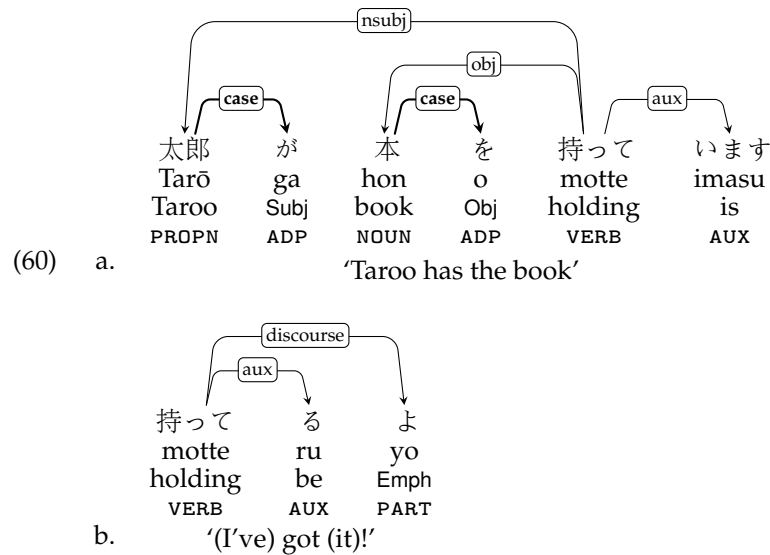 nsubj
obj
case case aux
太郎 が 本 を 持って います
Tarō ga hon o motte imasu
Taroo Subj book Obj holding is
PROPN ADP NOUN ADP VERB AUX
(60) a. ‘Taroo has the book’
discourse
aux
持って る よ
motte ru yo
holding be Emph
VERB AUX PART
b. ‘(I’ve) got (it)!’